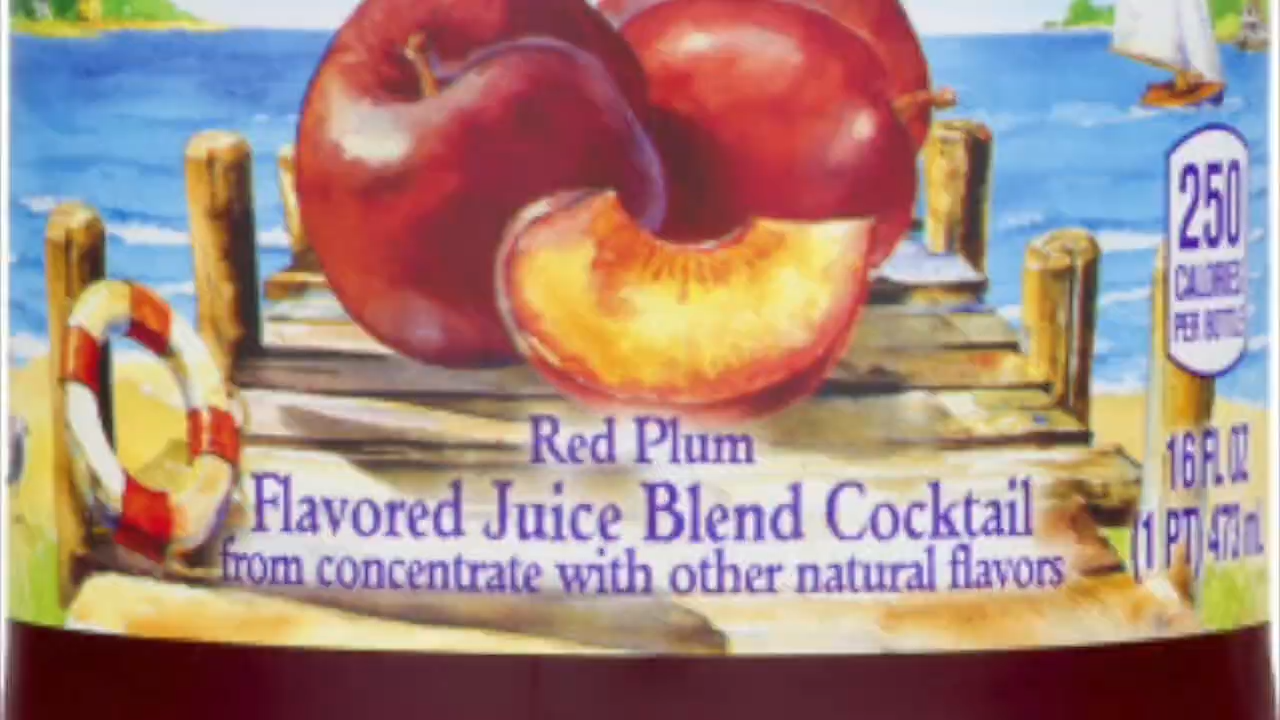 250
CALORIES
PER BOTTLE
Red Plum
Flavored Juice Blend Cocktail
from concentrate with other natural flavors
16 FL OZ
(1 PT) 473 mL